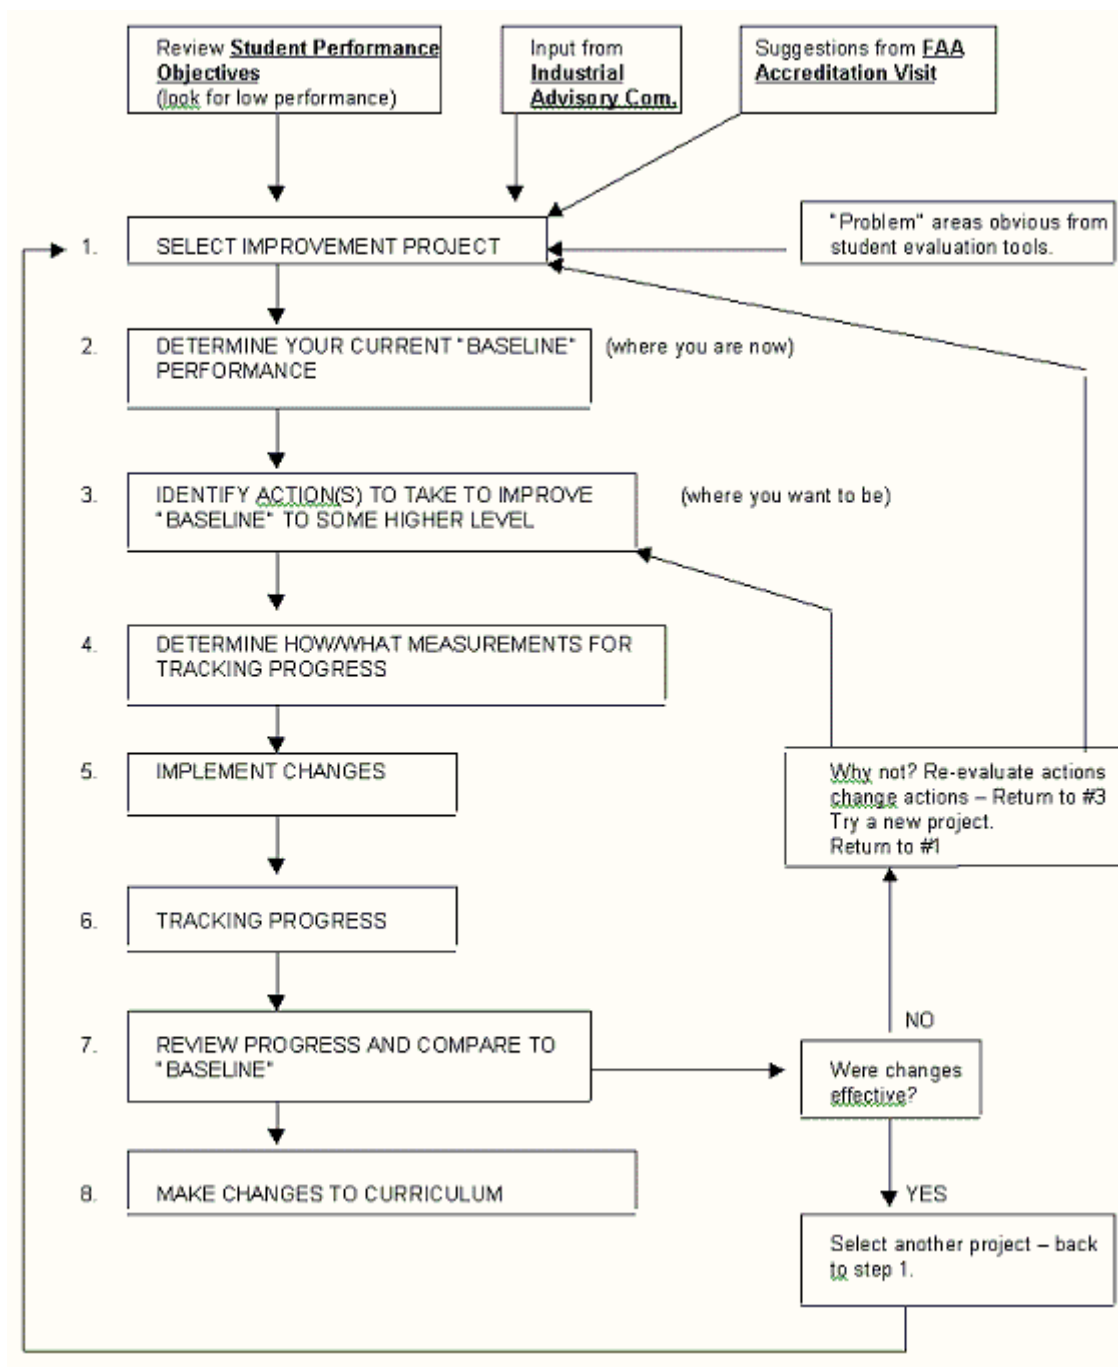 Review Student Performance
Objectives
(look for low performance)
Input from
Industrial
Advisory Com.
Suggestions from FAA
Accreditation Visit
"Problem" areas obvious from
student evaluation tools.
1. SELECT IMPROVEMENT PROJECT
2. DETERMINE YOUR CURRENT "BASELINE" (where you are now)
PERFORMANCE
3. IDENTIFY ACTION(S) TO TAKE TO IMPROVE (where you want to be)
"BASELINE" TO SOME HIGHER LEVEL
4. DETERMINE HOW/WHAT MEASUREMENTS FOR
TRACKING PROGRESS
5. IMPLEMENT CHANGES
Why not? Re-evaluate actions
change actions – Return to #3
Try a new project.
Return to #1
6. TRACKING PROGRESS
NO
7. REVIEW PROGRESS AND COMPARE TO
"BASELINE"
Were changes
effective?
8. MAKE CHANGES TO CURRICULUM
YES
Select another project – back
to step 1.